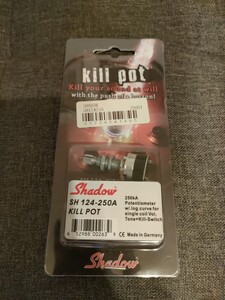 kill pot
Kill your sound at will
with the push of a button!
Shadow
SH 124-250A
KILL POT
250kA
Potentiometer
w/.log curve for
single coil Vol.
Tone+Kill-Switch
Made in Germany
Shadow